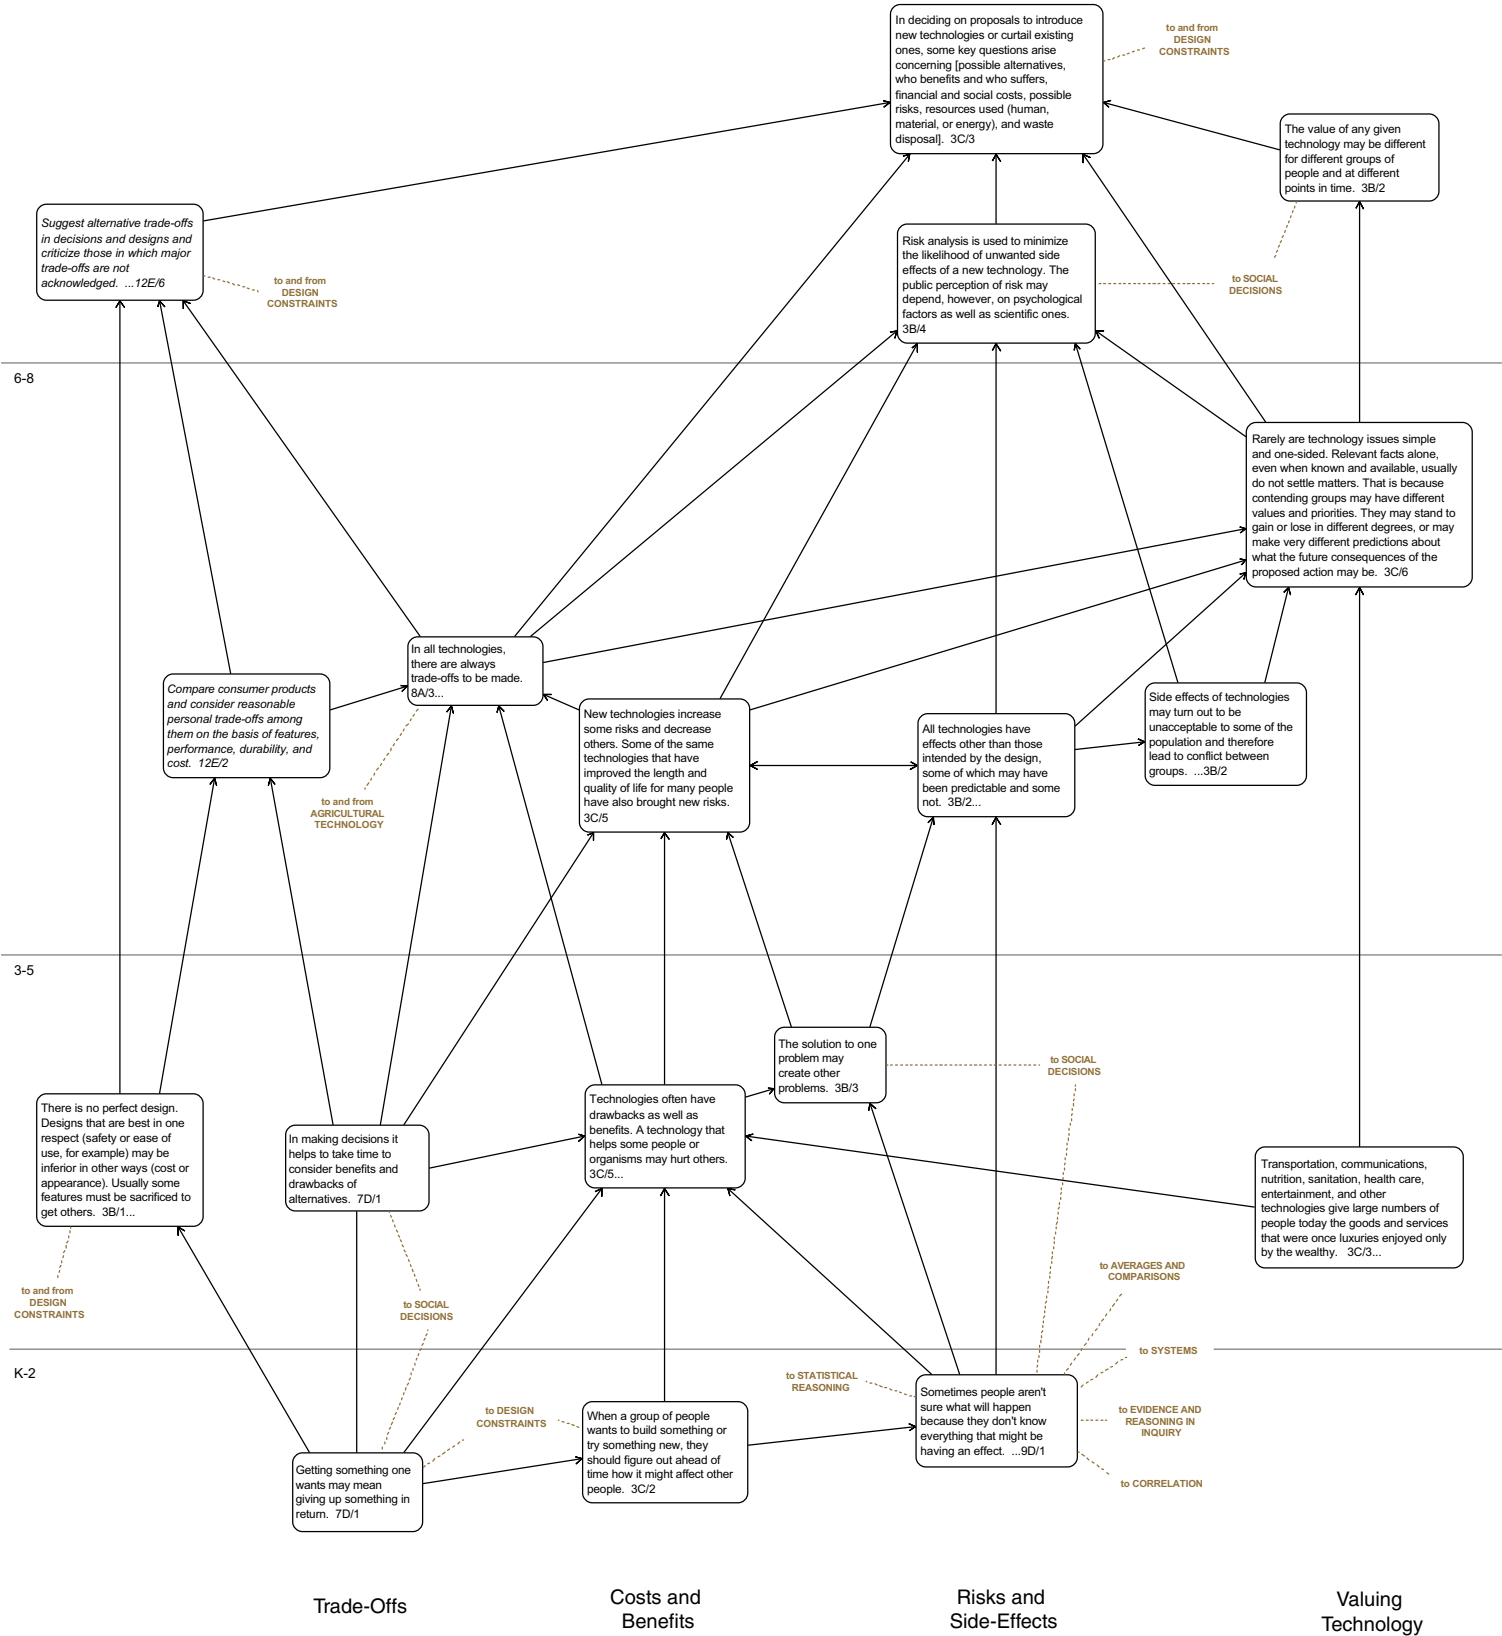 In deciding on proposals to introduce
new technologies or curtail existing
ones, some key questions arise
concerning [possible alternatives,
who benefits and who suffers,
financial and social costs, possible
risks, resources used (human,
material, or energy), and waste
disposal].  3C/3
to and from
DESIGN
CONSTRAINTS
The value of any given
technology may be different
for different groups of
people and at different
points in time.  3B/2
Suggest alternative trade-offs
in decisions and designs and
criticize those in which major
trade-offs are not
acknowledged.  ...12E/6
to and from
DESIGN
CONSTRAINTS
Risk analysis is used to minimize
the likelihood of unwanted side
effects of a new technology. The
public perception of risk may
depend, however, on psychological
factors as well as scientific ones.
3B/4
to SOCIAL
DECISIONS
6-8
Rarely are technology issues simple
and one-sided. Relevant facts alone,
even when known and available, usually
do not settle matters. That is because
contending groups may have different
values and priorities. They may stand to
gain or lose in different degrees, or may
make very different predictions about
what the future consequences of the
proposed action may be.  3C/6
In all technologies,
there are always
trade-offs to be made.
8A/3...
Compare consumer products
and consider reasonable
personal trade-offs among
them on the basis of features,
performance, durability, and
cost.  12E/2
to and from
AGRICULTURAL
TECHNOLOGY
New technologies increase
some risks and decrease
others. Some of the same
technologies that have
improved the length and
quality of life for many people
have also brought new risks.
3C/5
All technologies have
effects other than those
intended by the design,
some of which may have
been predictable and some
not.  3B/2...
Side effects of technologies
may turn out to be
unacceptable to some of the
population and therefore
lead to conflict between
groups.  ...3B/2
3-5
The solution to one
problem may
create other
problems.  3B/3
to SOCIAL
DECISIONS
There is no perfect design.
Designs that are best in one
respect (safety or ease of
use, for example) may be
inferior in other ways (cost or
appearance). Usually some
features must be sacrificed to
get others.  3B/1...
to and from
DESIGN
CONSTRAINTS
In making decisions it
helps to take time to
consider benefits and
drawbacks of
alternatives.  7D/1
to SOCIAL
DECISIONS
Technologies often have
drawbacks as well as
benefits. A technology that
helps some people or
organisms may hurt others.
3C/5...
Transportation, communications,
nutrition, sanitation, health care,
entertainment, and other
technologies give large numbers of
people today the goods and services
that were once luxuries enjoyed only
by the wealthy.  3C/3...
to AVERAGES AND
COMPARISONS
to SYSTEMS
K-2
to STATISTICAL
REASONING
Sometimes people aren't
sure what will happen
because they don't know
everything that might be
having an effect.  ...9D/1
to EVIDENCE AND
REASONING IN
INQUIRY
to CORRELATION
to DESIGN
CONSTRAINTS
When a group of people
wants to build something or
try something new, they
should figure out ahead of
time how it might affect other
people.  3C/2
Getting something one
wants may mean
giving up something in
return.  7D/1
Trade-Offs
Costs and
Benefits
Risks and
Side-Effects
Valuing
Technology